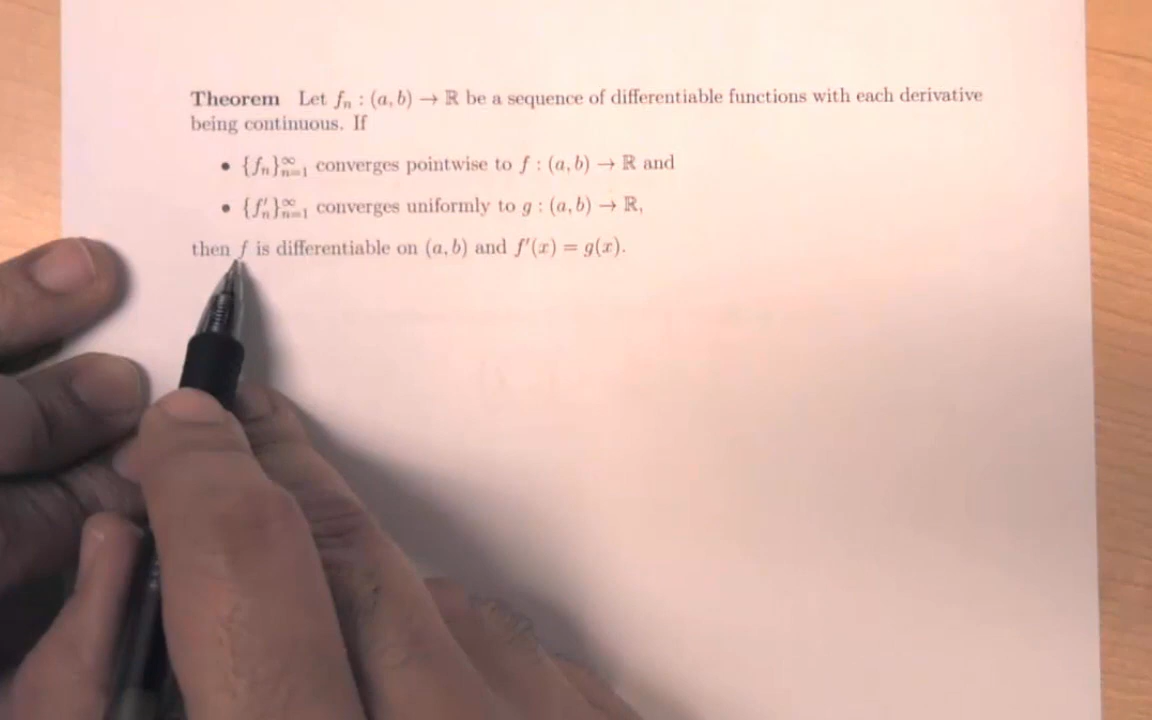 Theorem Let fₙ : (a, b) → ℝ be a sequence of differentiable functions with each derivative
being continuous. If
• {fₙ}ₙ₌₁^∞ converges pointwise to f : (a, b) → ℝ and
• {f′ₙ}ₙ₌₁^∞ converges uniformly to g : (a, b) → ℝ,
then f is differentiable on (a, b) and f′(x) = g(x).